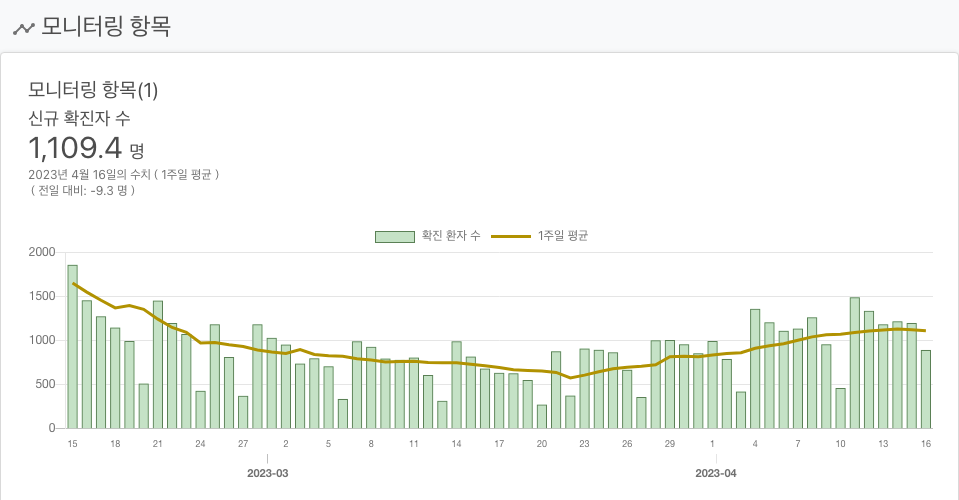 모니터링 항목
모니터링 항목(1)
신규 확진자 수
1,109.4 명
2023년 4월 16일의 수치 ( 1주일 평균 )
( 전일 대비: -9.3 명 )
확진 환자 수 1주일 평균
2000
1500
1000
500
0
15 18 21 24 27 2 5 8 11 14 17 20 23 26 29 1 4 7 10 13 16
2023-03 2023-04